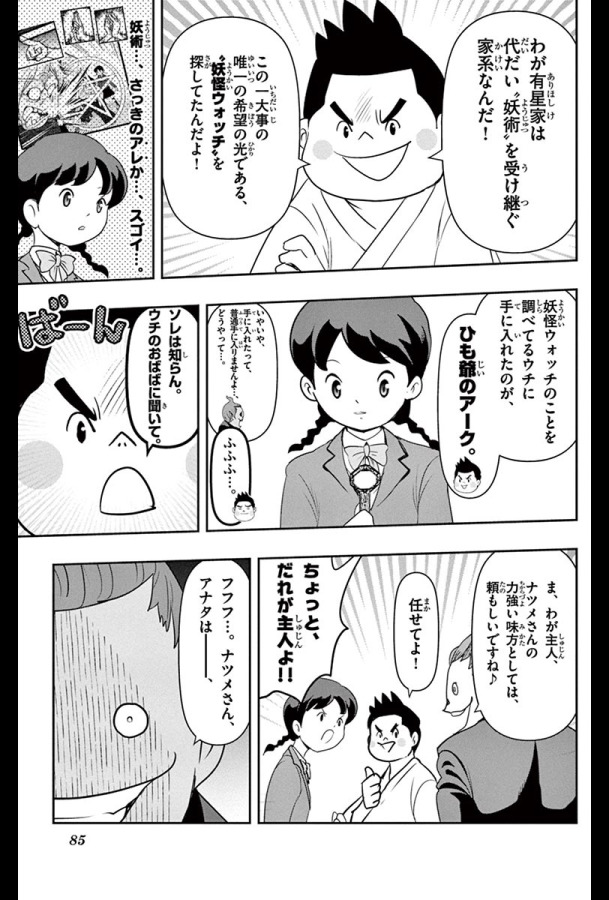 わが有星家は
代だい〝妖術〟を受け継ぐ
家系なんだ！
この一大事の
唯一の希望の光である、
〝妖怪ウォッチ〟を
探してたんだよ！
妖術…、さっきのアレか…、スゴイ…。
妖怪ウォッチのことを
調べてるウチに
手に入れたのが、
ひも爺のアーク。
いやいや、
手に入れたって、
普通手に入りませんよ…、
どうやって…。
ふふふ…。
ソレは知らん。
ウチのおばばに聞いて。
ばーん
ま、わが主人、
ナツメさんの
力強い味方としては、
頼もしいですね♪
任せてよ！
ちょっと、
だれが主人よ！！
フフフ…。ナツメさん、
アナタは――、
85